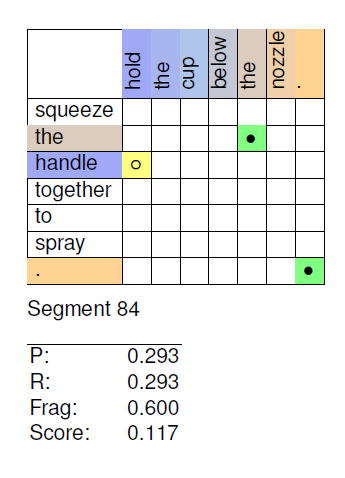 hold the cup below the nozzle .
squeeze
the ●
handle o
together
to
spray
. ●
Segment 84
P: 0.293
R: 0.293
Frag: 0.600
Score: 0.117